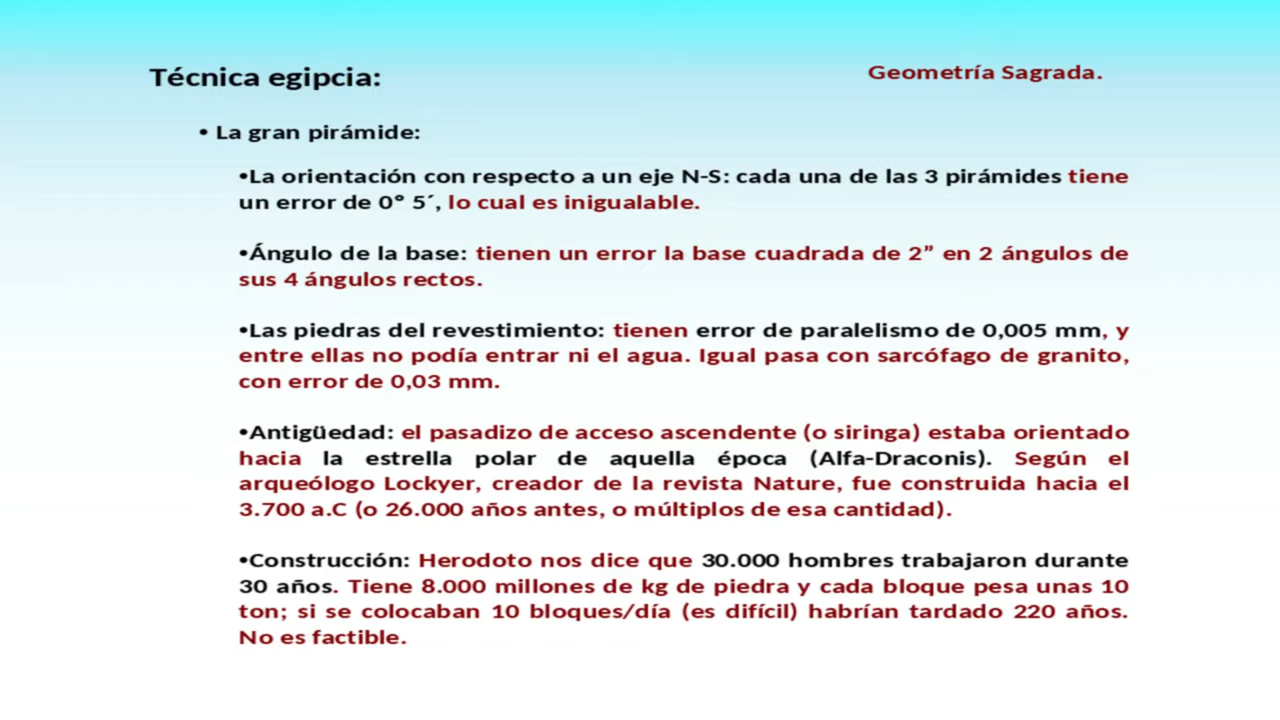 Técnica egipcia:
Geometría Sagrada.
• La gran pirámide:
•La orientación con respecto a un eje N-S: cada una de las 3 pirámides tiene
un error de 0° 5´, lo cual es inigualable.
•Ángulo de la base: tienen un error la base cuadrada de 2” en 2 ángulos de
sus 4 ángulos rectos.
•Las piedras del revestimiento: tienen error de paralelismo de 0,005 mm, y
entre ellas no podía entrar ni el agua. Igual pasa con sarcófago de granito,
con error de 0,03 mm.
•Antigüedad: el pasadizo de acceso ascendente (o siringa) estaba orientado
hacia la estrella polar de aquella época (Alfa-Draconis). Según el
arqueólogo Lockyer, creador de la revista Nature, fue construida hacia el
3.700 a.C (o 26.000 años antes, o múltiplos de esa cantidad).
•Construcción: Herodoto nos dice que 30.000 hombres trabajaron durante
30 años. Tiene 8.000 millones de kg de piedra y cada bloque pesa unas 10
ton; si se colocaban 10 bloques/día (es difícil) habrían tardado 220 años.
No es factible.